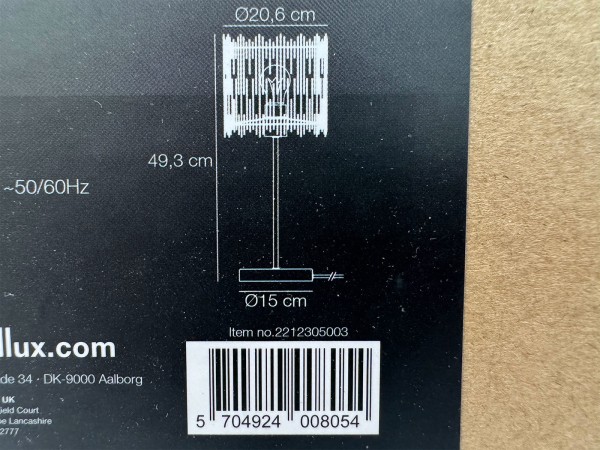 Ø20,6 cm
49,3 cm
~50/60Hz
Ø15 cm
Item no.2212305003
llux.com
de 34 · DK-9000 Aalborg
UK
ield Court
e Lancashire
2777
5 704924 008054